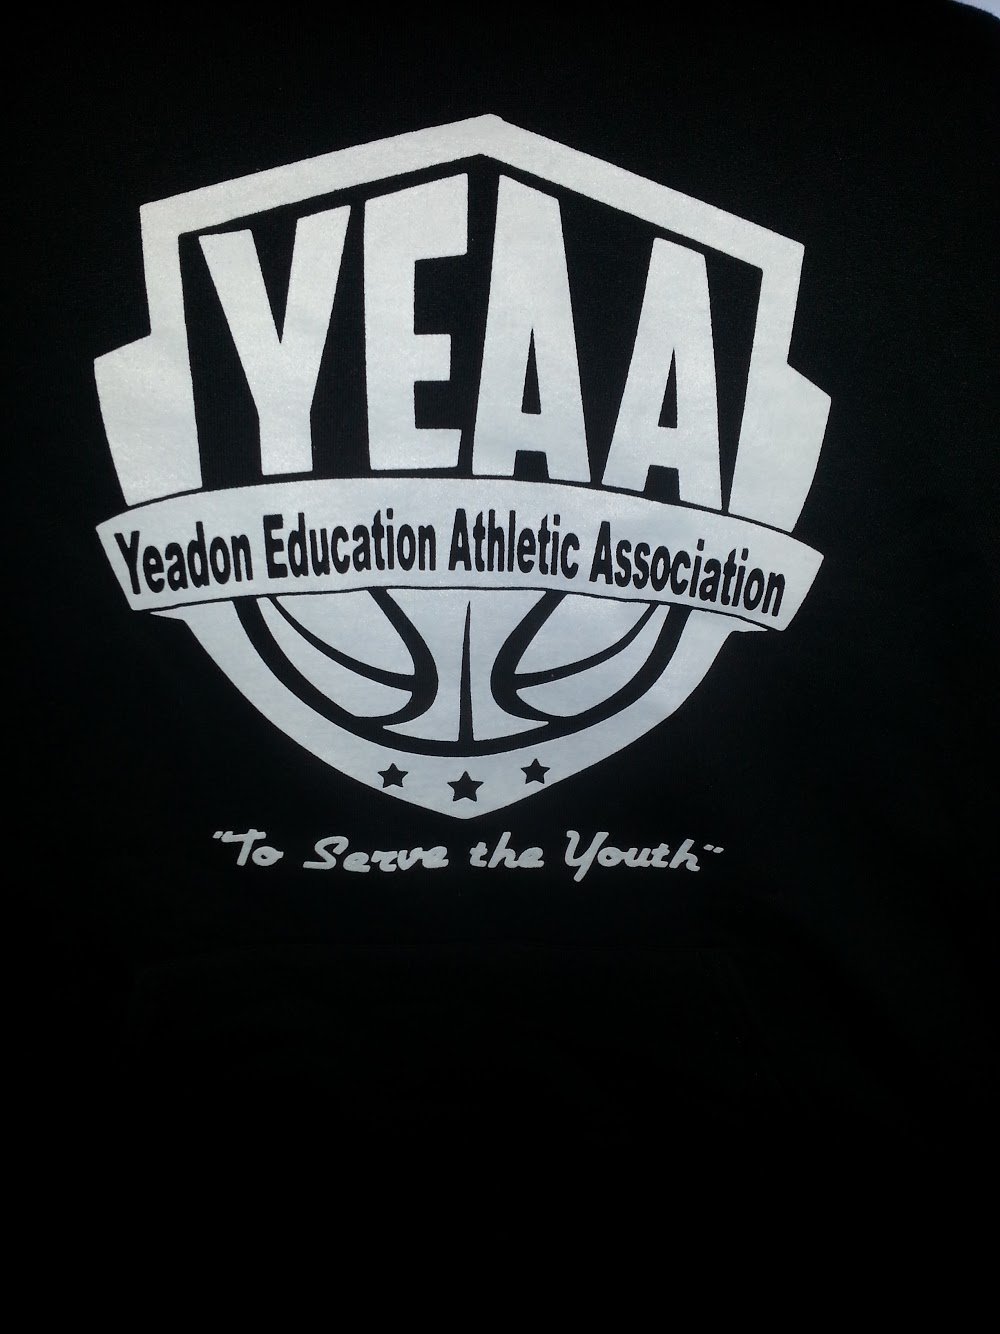 YEAA
Yeadon Education Athletic Association
"To Serve the Youth"